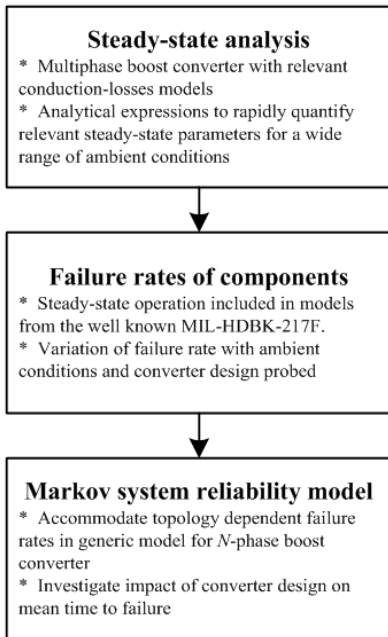 Steady-state analysis
* Multiphase boost converter with relevant
conduction-losses models
* Analytical expressions to rapidly quantify
relevant steady-state parameters for a wide
range of ambient conditions
Failure rates of components
* Steady-state operation included in models
from the well known MIL-HDBK-217F.
* Variation of failure rate with ambient
conditions and converter design probed
Markov system reliability model
* Accommodate topology dependent failure
rates in generic model for N-phase boost
converter
* Investigate impact of converter design on
mean time to failure